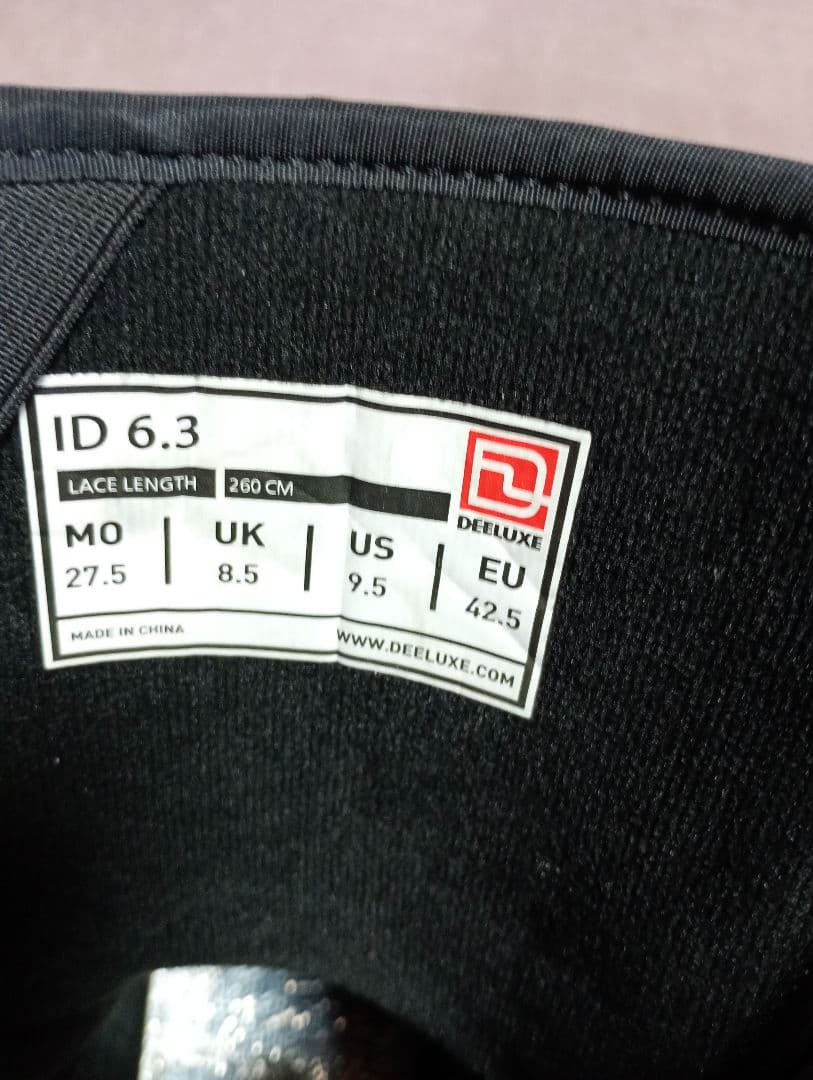 ID 6.3
LACE LENGTH 260 CM
DEELUXE
MO | UK | US | EU
27.5 | 8.5 | 9.5 | 42.5
MADE IN CHINA
WWW.DEELUXE.COM